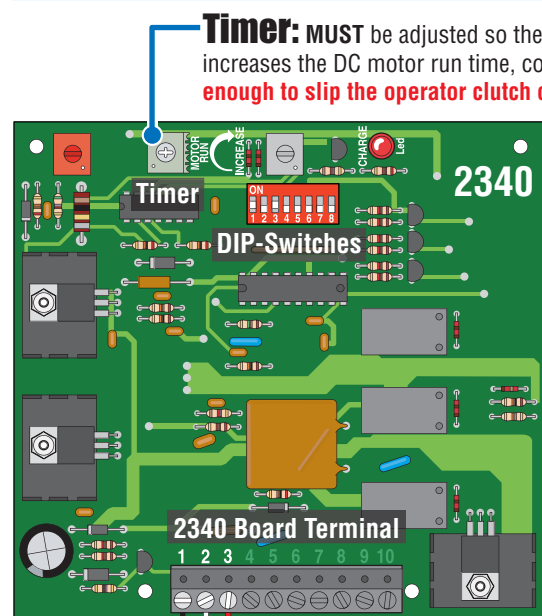 Timer: MUST be adjusted so the
increases the DC motor run time, co
enough to slip the operator clutch
MOTOR
RUN
INCREASE
CHARGE
Led
2340
Timer
ON
1 2 3 4 5 6 7 8
DIP-Switches
2340 Board Terminal
1 2 3 4 5 6 7 8 9 10